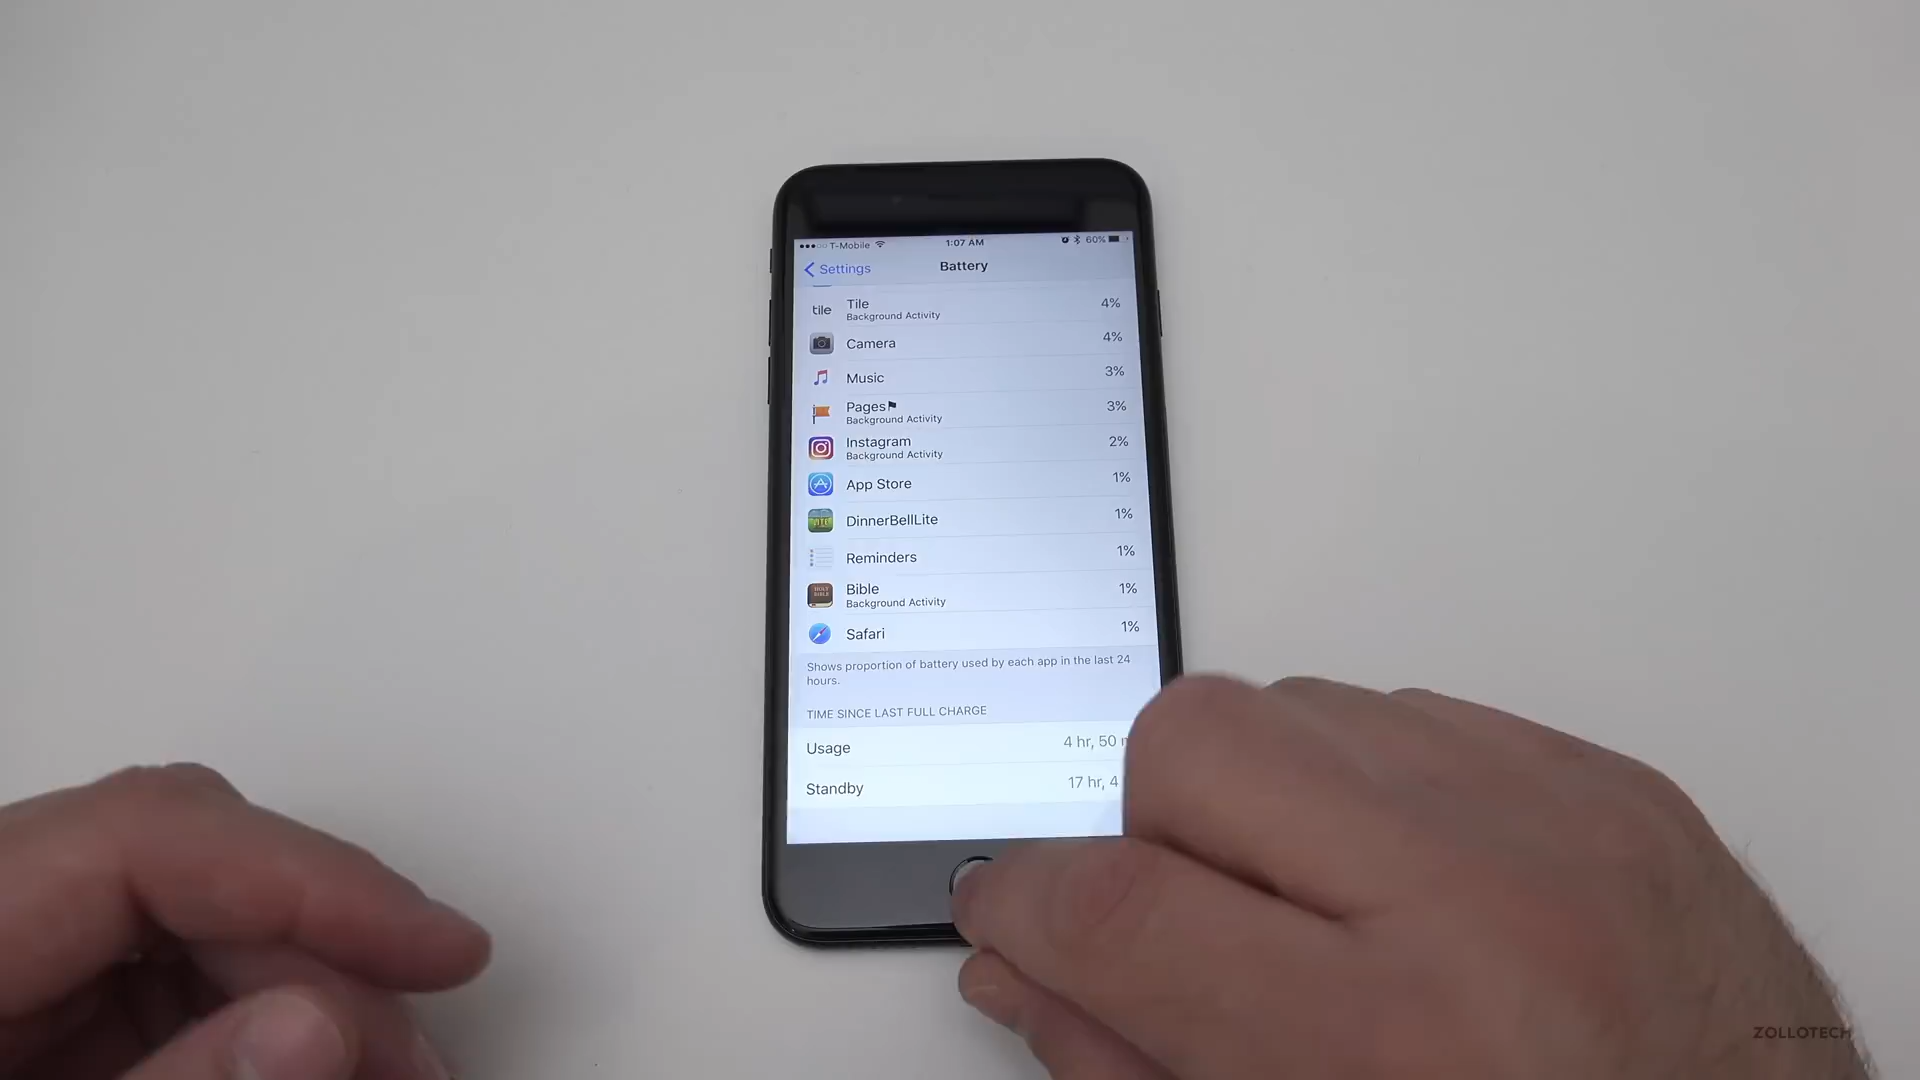 T-Mobile 1:07 AM 60%
Settings Battery
tile Tile 4%
Background Activity
Camera 4%
Music 3%
Pages 3%
Background Activity
Instagram 2%
Background Activity
App Store 1%
DinnerBellLite 1%
Reminders 1%
HOLY BIBLE Bible 1%
Background Activity
Safari 1%
Shows proportion of battery used by each app in the last 24
hours.
TIME SINCE LAST FULL CHARGE
Usage 4 hr, 50
Standby 17 hr, 4
ZOLLOTECH